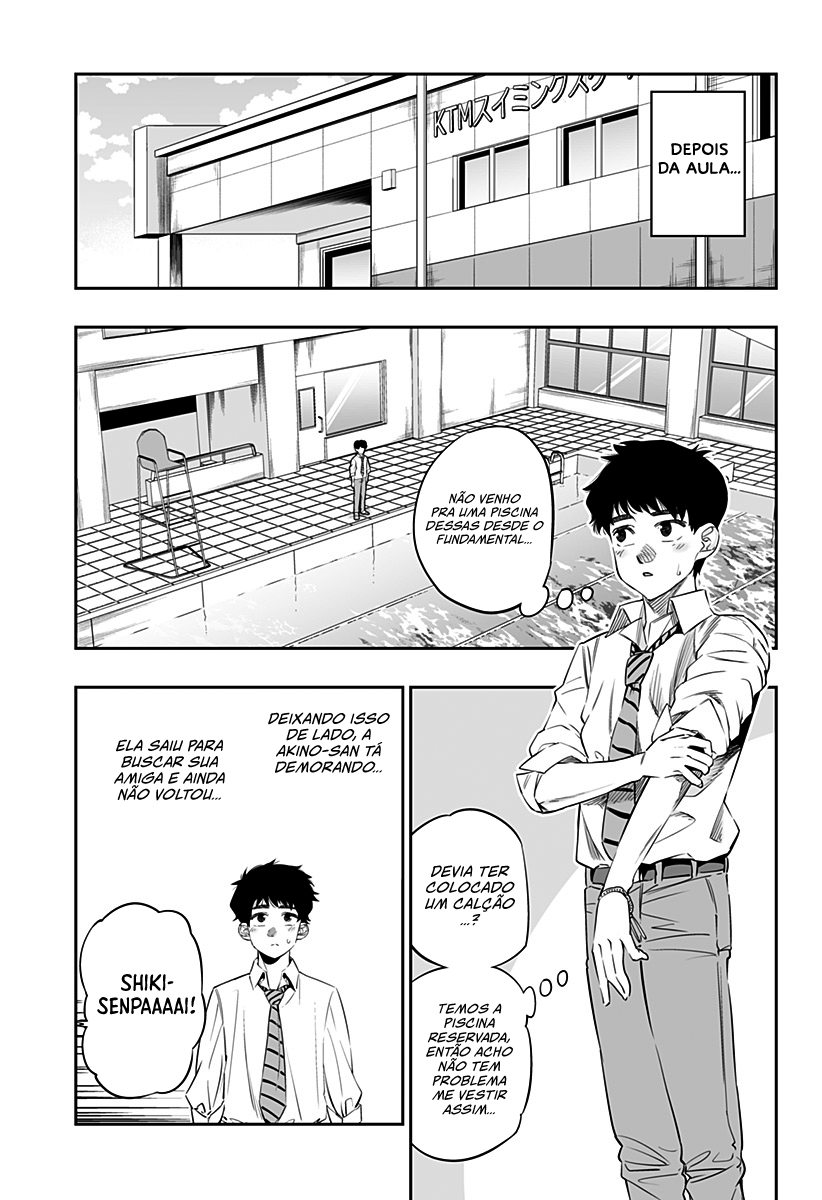 KTMスイミングスクー
DEPOIS
DA AULA...
NÃO VENHO
PRA UMA PISCINA
DESSAS DESDE O
FUNDAMENTAL...
DEVIA TER
COLOCADO
UM CALÇÃO
...?
TEMOS A
PISCINA
RESERVADA,
ENTÃO ACHO
NÃO TEM
PROBLEMA
ME VESTIR
ASSIM...
DEIXANDO ISSO
DE LADO, A
AKINO-SAN TÁ
DEMORANDO...
ELA SAIU PARA
BUSCAR SUA
AMIGA E AINDA
NÃO VOLTOU...
SHIKI-
SENPAAAAI!